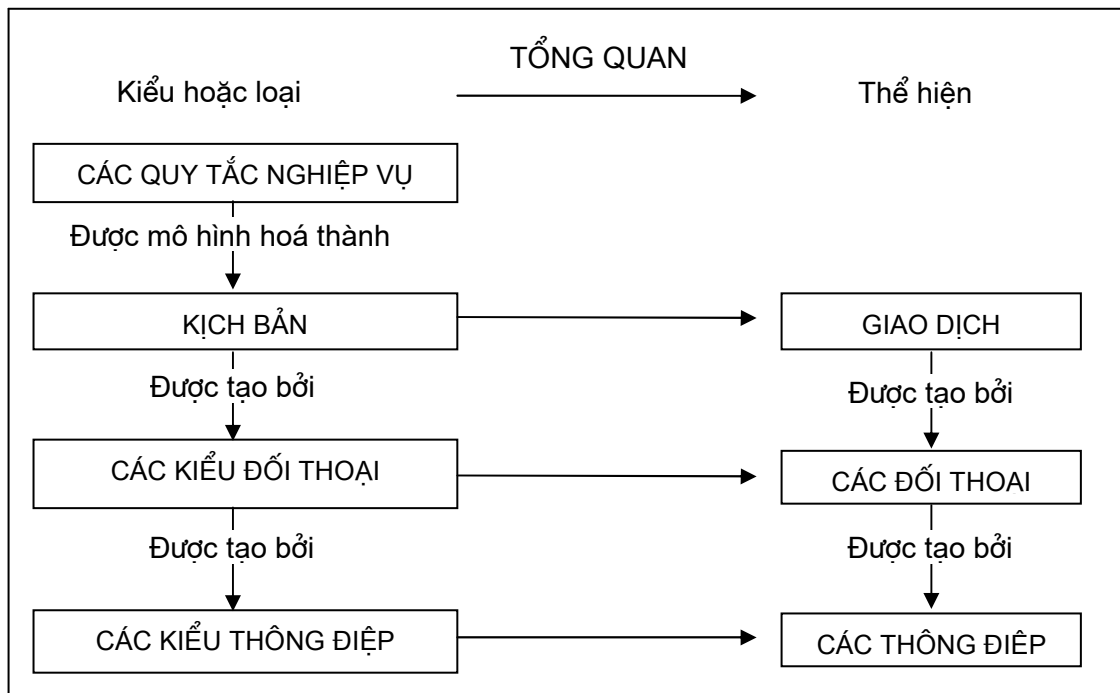 TỔNG QUAN
Kiểu hoặc loại
Thể hiện
CÁC QUY TẮC NGHIỆP VỤ
Được mô hình hoá thành
KỊCH BẢN
GIAO DỊCH
Được tạo bởi
Được tạo bởi
CÁC KIỂU ĐỐI THOẠI
CÁC ĐỐI THOAI
Được tạo bởi
Được tạo bởi
CÁC KIỂU THÔNG ĐIỆP
CÁC THÔNG ĐIÊP